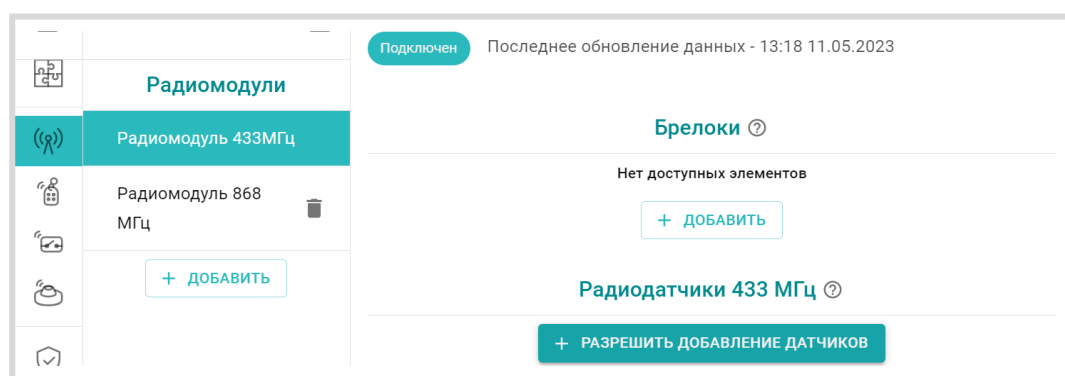 Подключен Последнее обновление данных - 13:18 11.05.2023
Радиомодули
Радиомодуль 433МГц
Радиомодуль 868
МГц
+ ДОБАВИТЬ
Брелоки ?
Нет доступных элементов
+ ДОБАВИТЬ
Радиодатчики 433 МГц ?
+ РАЗРЕШИТЬ ДОБАВЛЕНИЕ ДАТЧИКОВ